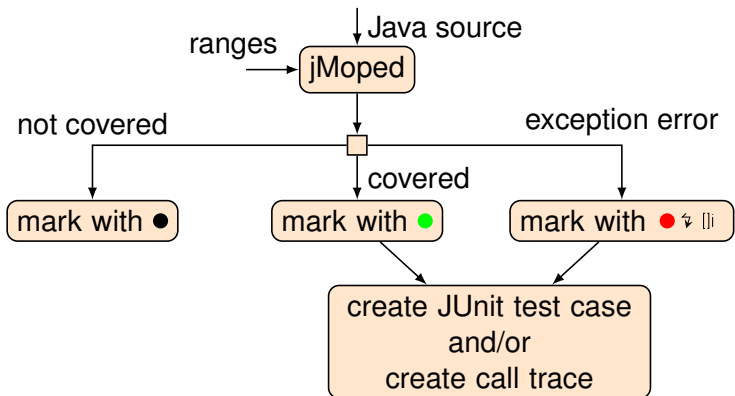 Java source
ranges
jMoped
not covered
exception error
covered
mark with
mark with
mark with []i
create JUnit test case
and/or
create call trace